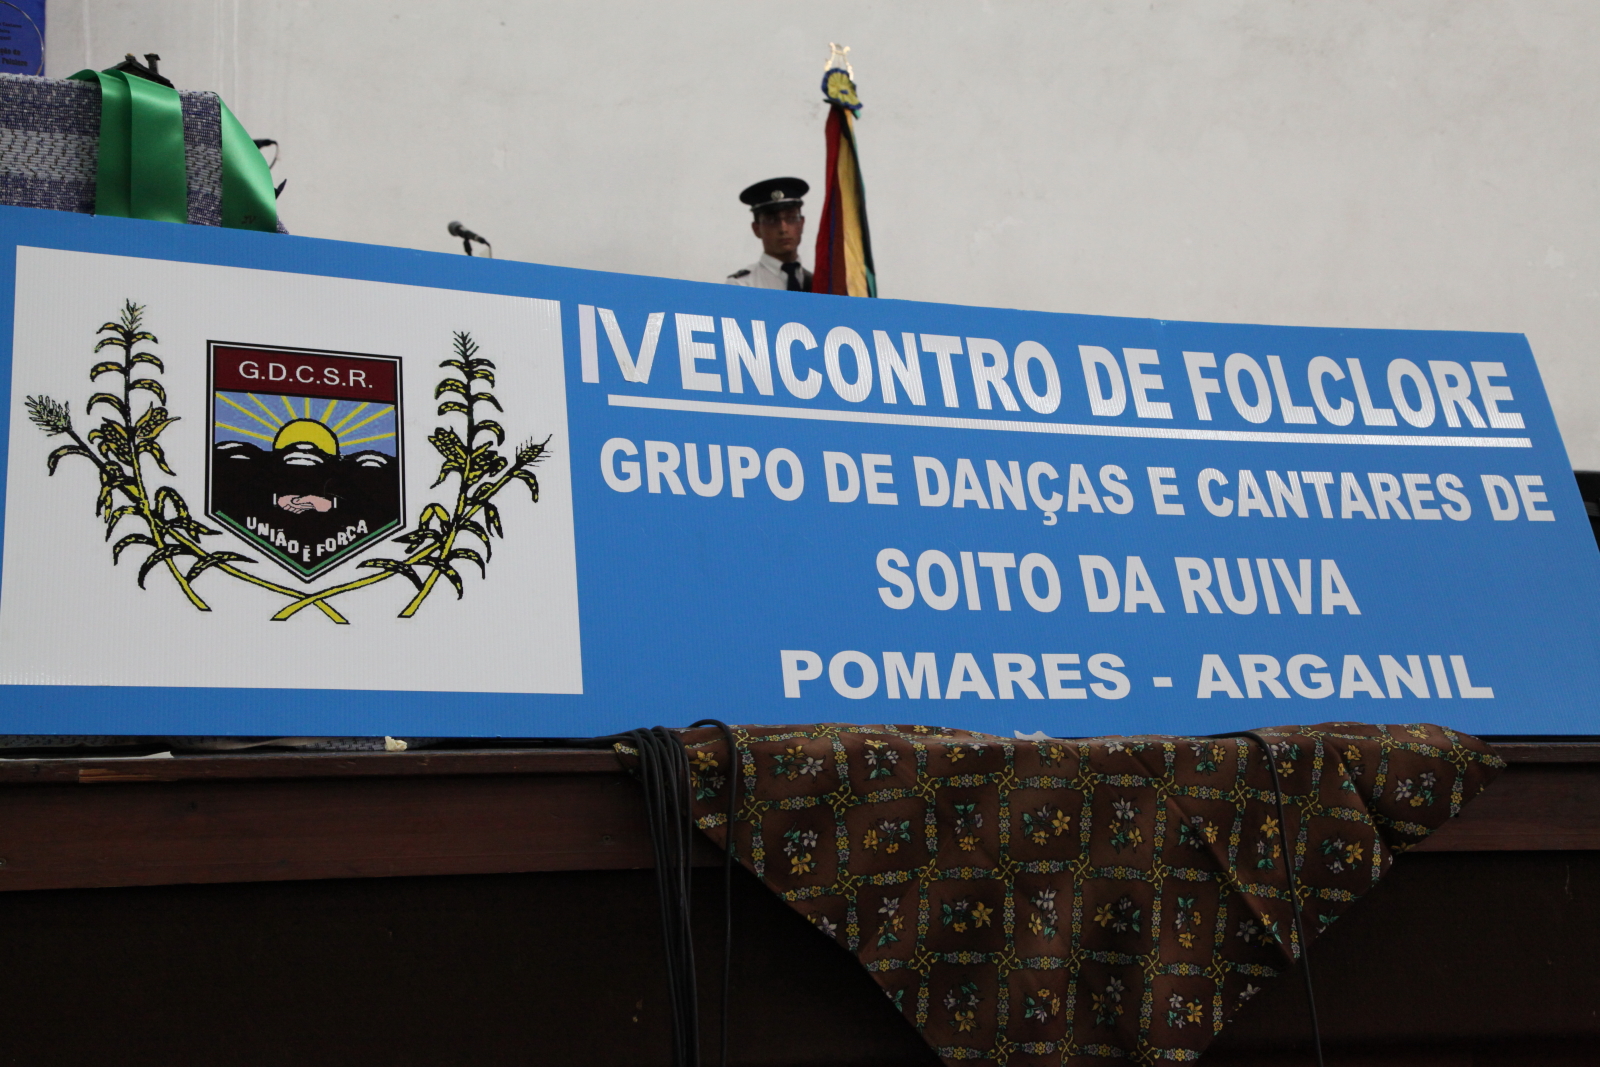 IV ENCONTRO DE FOLCLORE
GRUPO DE DANÇAS E CANTARES DE
SOITO DA RUIVA
POMARES - ARGANIL
G.D.C.S.R.
UNIÃO É FORÇA